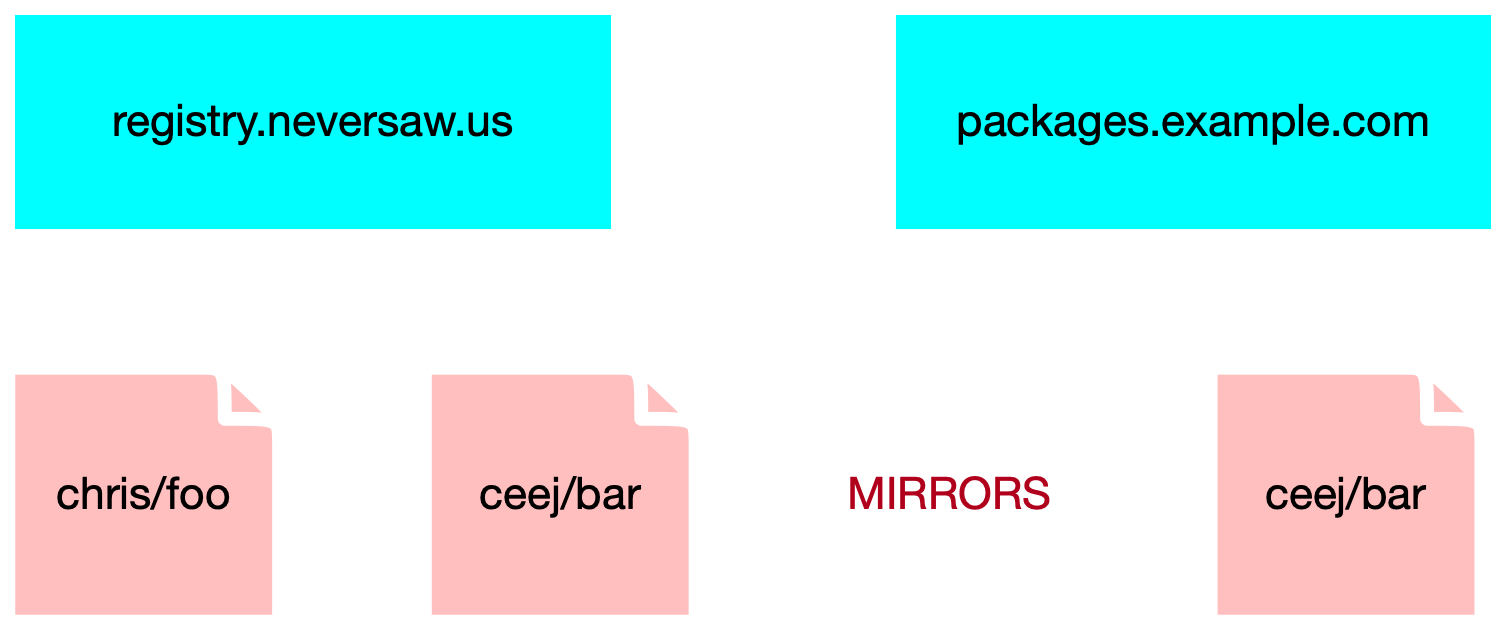 registry.neversaw.us
packages.example.com
chris/foo
ceej/bar
MIRRORS
ceej/bar